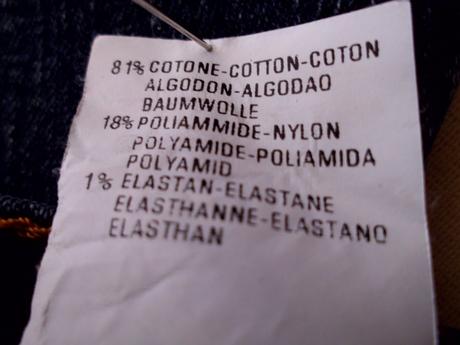 81% COTONE-COTTON-COTON
ALGODON-ALGODAO
BAUMWOLLE
18% POLIAMMIDE-NYLON
POLYAMIDE-POLIAMIDA
POLYAMID
1% ELASTAN-ELASTANE
ELASTHANNE-ELASTANO
ELASTHAN